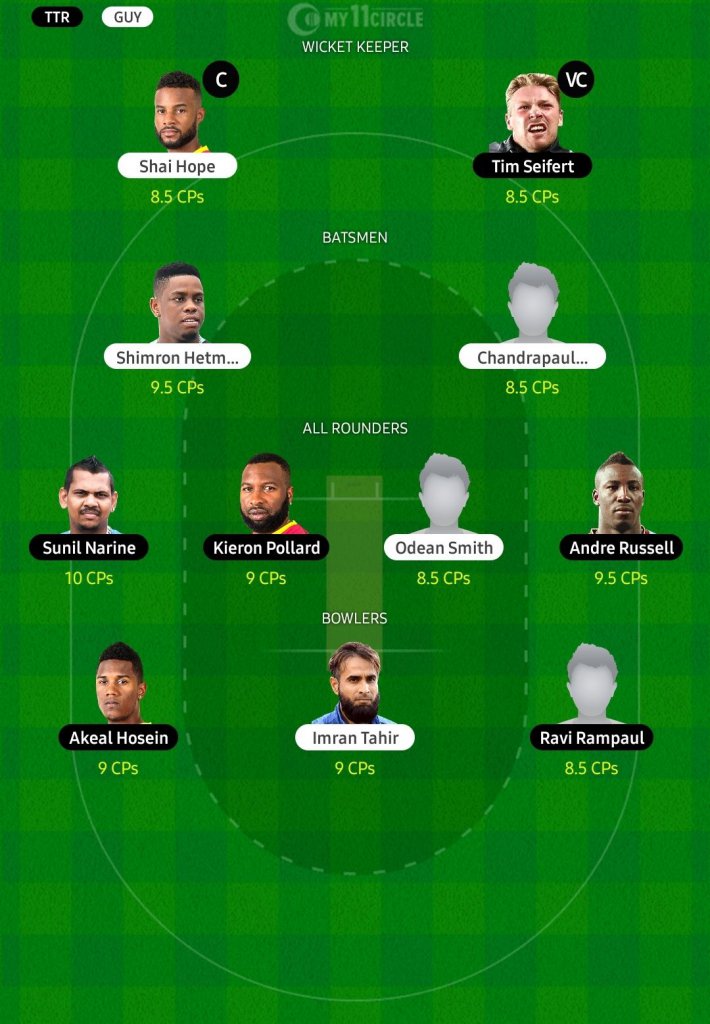 TTR GUY MY11CIRCLE
WICKET KEEPER
C VC
Shai Hope Tim Seifert
8.5 CPs 8.5 CPs
BATSMEN
Shimron Hetm... Chandrapaul...
9.5 CPs 8.5 CPs
ALL ROUNDERS
Sunil Narine Kieron Pollard Odean Smith Andre Russell
10 CPs 9 CPs 8.5 CPs 9.5 CPs
BOWLERS
Akeal Hosein Imran Tahir Ravi Rampaul
9 CPs 9 CPs 8.5 CPs